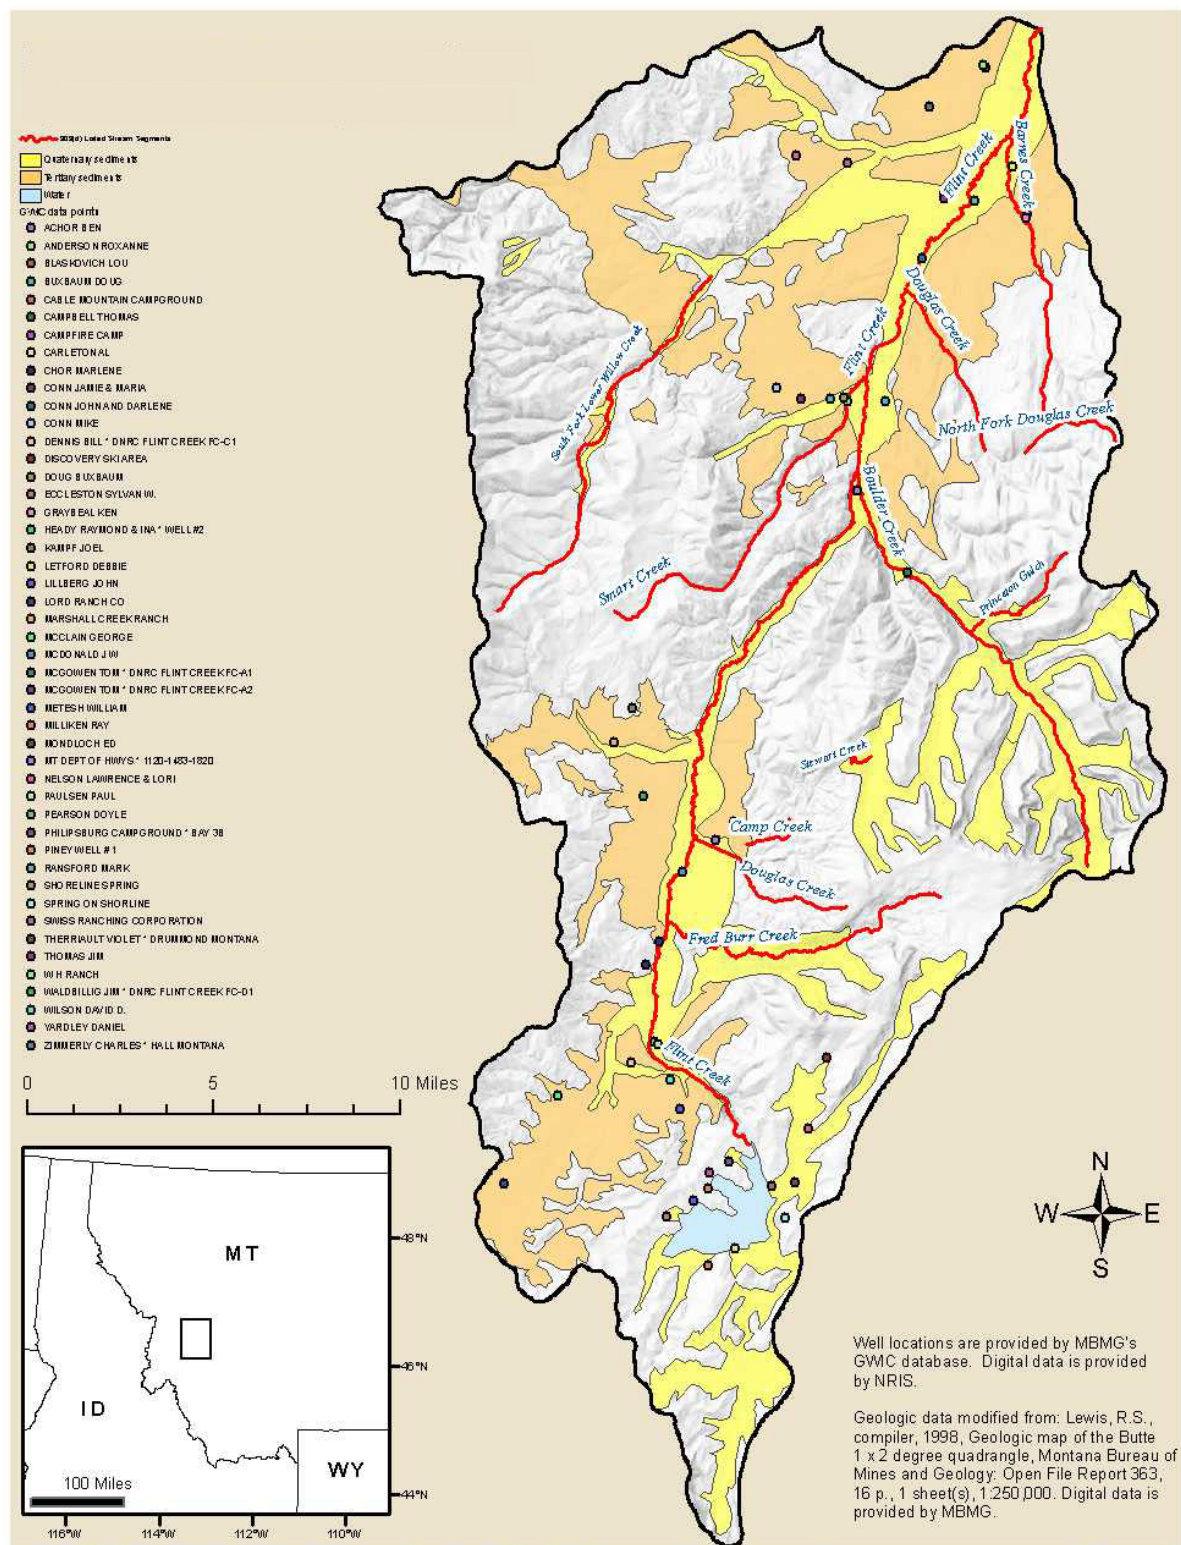 303(d) Listed Stream Segments
Quaternary sediments
Tertiary sediments
Water
GWIC data points
ACHOR BEN
ANDERSON ROXANNE
BLASKOVICH LOU
BUXBAUM DOUG
CABLE MOUNTAIN CAMPGROUND
CAMPBELL THOMAS
CAMPFIRE CAMP
CARLETON AL
CHOR MARLENE
CONN JAMIE & MARIA
CONN JOHN AND DARLENE
CONN MIKE
DENNIS BILL * DNRC FLINT CREEK FC-C1
DISCOVERY SKI AREA
DOUG BUXBAUM
ECCLESTON SYLVAN W.
GRAYBEAL KEN
HEADY RAYMOND & INA * WELL #2
KAMPF JOEL
LETFORD DEBBIE
LILLBERG JOHN
LORD RANCH CO
MARSHALL CREEK RANCH
MCCLAIN GEORGE
MCDONALD J W
MCGOWEN TOM * DNRC FLINT CREEK FC-A1
MCGOWEN TOM * DNRC FLINT CREEK FC-A2
METESH WILLIAM
MILLIKEN RAY
MONDLOCH ED
MT DEPT OF HWYS * 1120-1483-1820
NELSON LAWRENCE & LORI
PAULSEN PAUL
PEARSON DOYLE
PHILIPSBURG CAMPGROUND * BAY 38
PINEY WELL # 1
RANSFORD MARK
SHORELINE SPRING
SPRING ON SHORLINE
SWISS RANCHING CORPORATION
THERRIAULT VIOLET * DRUMMOND MONTANA
THOMAS JIM
W H RANCH
WALDBILLIG JIM * DNRC FLINT CREEK FC-D1
WILSON DAVID D.
YARDLEY DANIEL
ZIMMERLY CHARLES * HALL MONTANA
0 5 10 Miles
Flint Creek
Barnes Creek
Douglas Creek
Flint Creek
South Fork Lower Willow Creek
North Fork Douglas Creek
Boulder Creek
Smart Creek
Princeton Gulch
Stewart Creek
Camp Creek
Douglas Creek
Fred Burr Creek
Flint Creek
N
W E
S
MT
ID
WY
100 Miles
48°N
46°N
44°N
116°W 114°W 112°W 110°W
Well locations are provided by MBMG's
GWIC database. Digital data is provided
by NRIS.
Geologic data modified from: Lewis, R.S.,
compiler, 1998, Geologic map of the Butte
1 x 2 degree quadrangle, Montana Bureau of
Mines and Geology: Open File Report 363,
16 p., 1 sheet(s), 1:250,000. Digital data is
provided by MBMG.